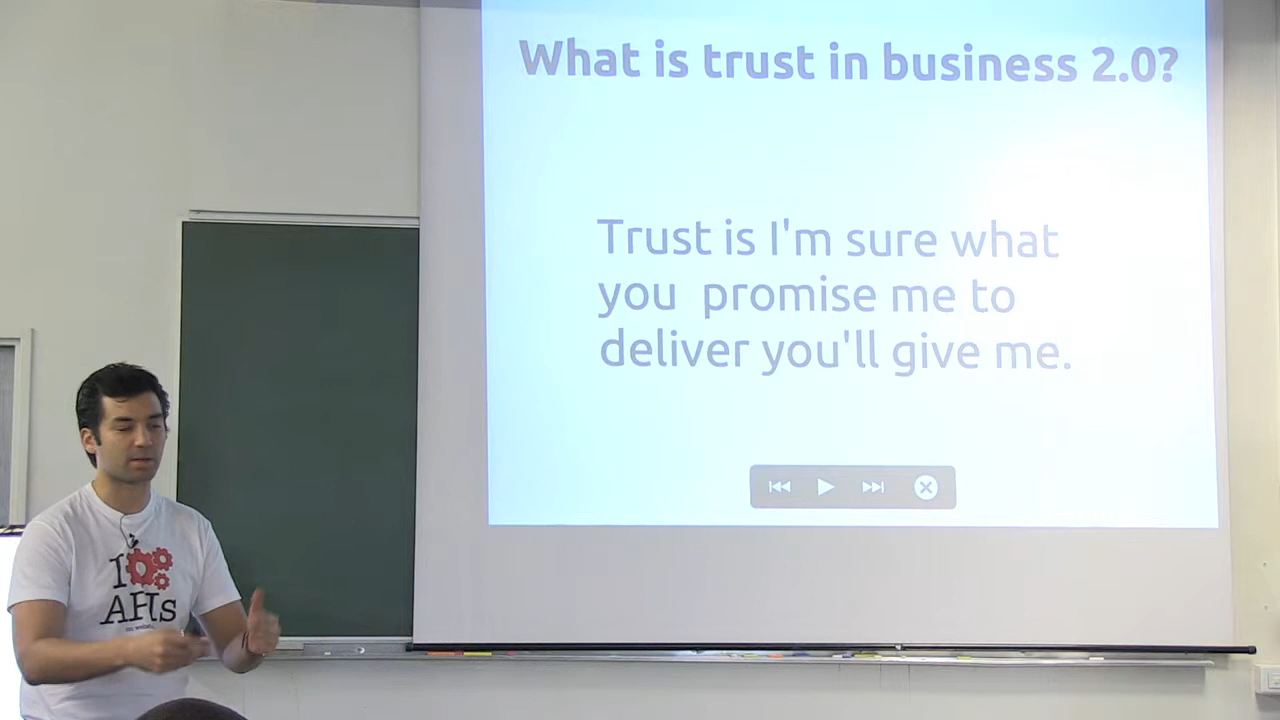 What is trust in business 2.0?
Trust is I'm sure what
you promise me to
deliver you'll give me.
I
APIs